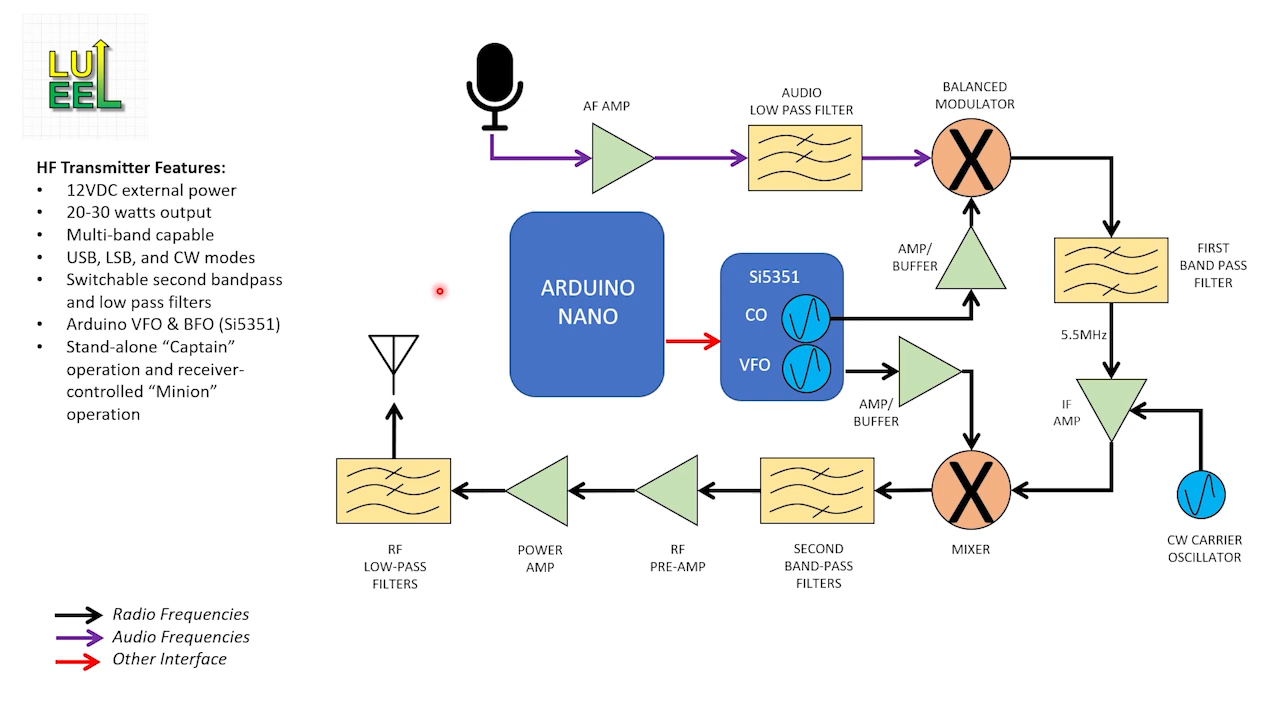 LU
EEL
HF Transmitter Features:
• 12VDC external power
• 20-30 watts output
• Multi-band capable
• USB, LSB, and CW modes
• Switchable second bandpass
and low pass filters
• Arduino VFO & BFO (Si5351)
• Stand-alone “Captain”
operation and receiver-
controlled “Minion”
operation
AF AMP
AUDIO
LOW PASS FILTER
BALANCED
MODULATOR
ARDUINO
NANO
Si5351
CO
VFO
AMP/
BUFFER
AMP/
BUFFER
FIRST
BAND PASS
FILTER
5.5MHz
IF
AMP
CW CARRIER
OSCILLATOR
MIXER
SECOND
BAND-PASS
FILTERS
RF
PRE-AMP
POWER
AMP
RF
LOW-PASS
FILTERS
Radio Frequencies
Audio Frequencies
Other Interface